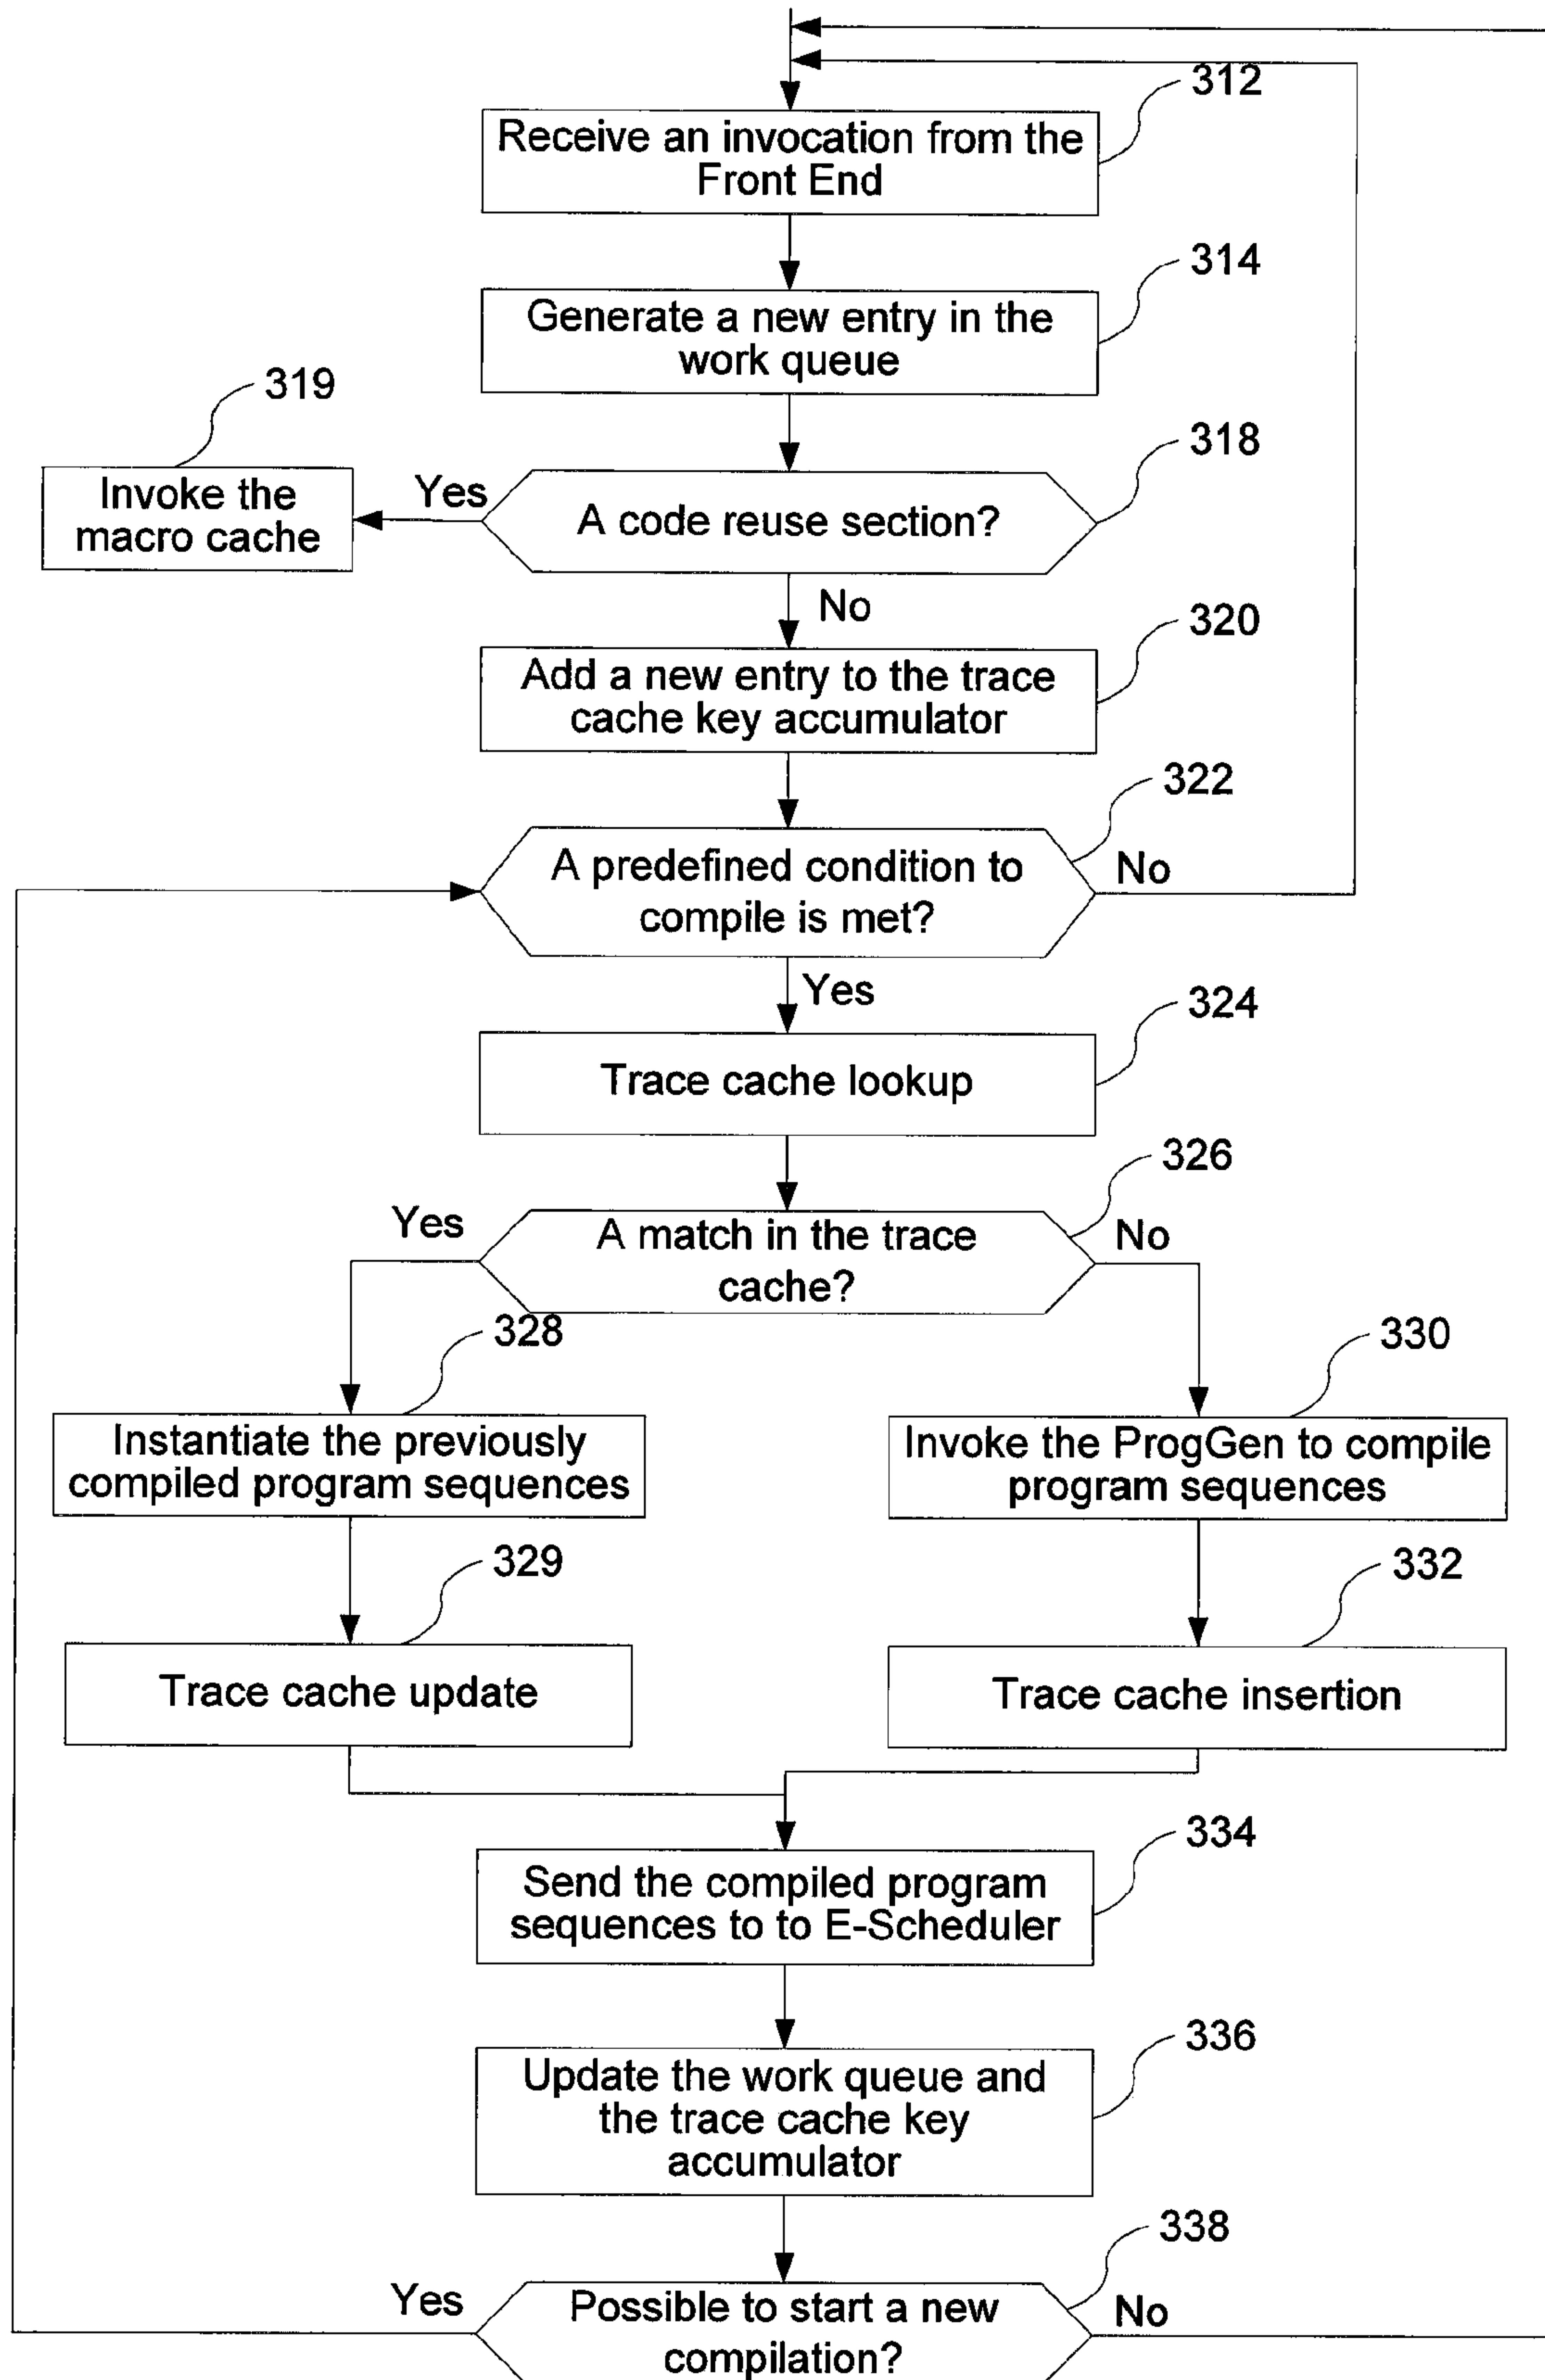 312
Receive an invocation from the
Front End
314
Generate a new entry in the
work queue
319
318
Invoke the
macro cache
Yes
A code reuse section?
No
320
Add a new entry to the trace
cache key accumulator
322
A predefined condition to
compile is met?
No
Yes
324
Trace cache lookup
326
Yes
A match in the trace
cache?
No
328
330
Instantiate the previously
compiled program sequences
Invoke the ProgGen to compile
program sequences
329
332
Trace cache update
Trace cache insertion
334
Send the compiled program
sequences to to E-Scheduler
336
Update the work queue and
the trace cache key
accumulator
338
Yes
Possible to start a new
compilation?
No